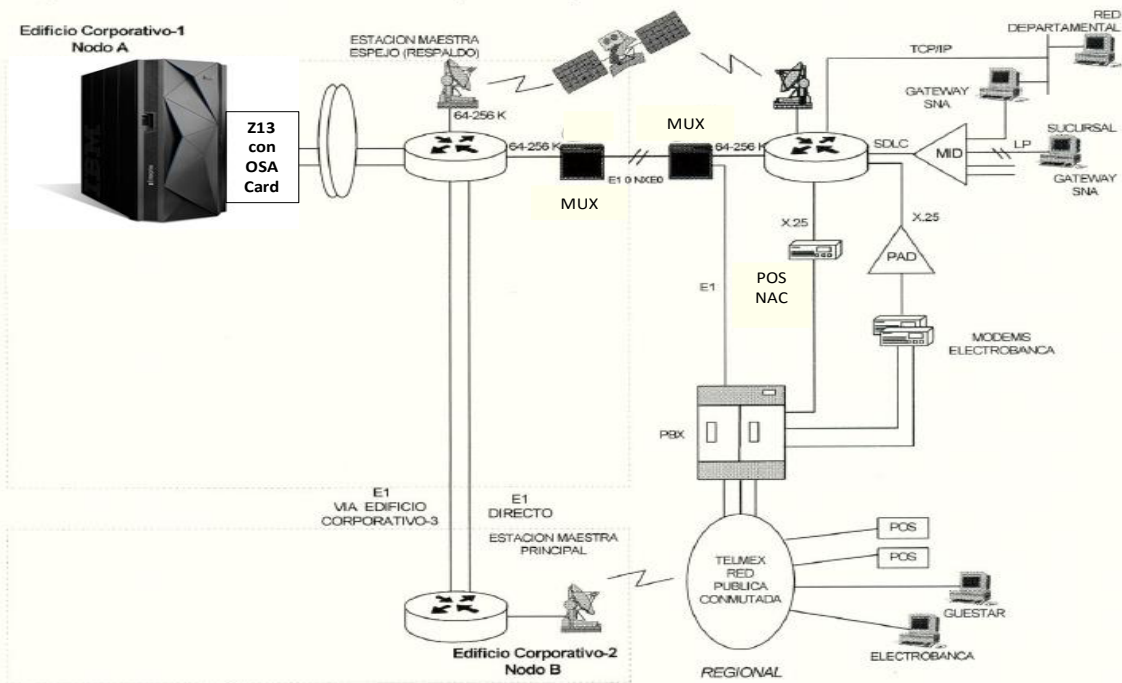 Edificio Corporativo-1
Nodo A
ESTACION MAESTRA
ESPEJO (RESPALDO)
RED
DEPARTAMENTAL
TCP/IP
GATEWAY
SNA
IBM
Z13
con
OSA
Card
64-256 K
64-256 K
MUX
64-256 K
SDLC
MID
SUCURSAL
LP
GATEWAY
SNA
E1 0 NXE0
MUX
X.25
X.25
PAD
E1
POS
NAC
MODEMIS
ELECTROBANCA
PBX
E1
VIA EDIFICIO
CORPORATIVO-3
E1
DIRECTO
ESTACION MAESTRA
PRINCIPAL
TELMEX
RED
PUBLICA
CONMUTADA
POS
POS
GUESTAR
ELECTROBANCA
Edificio Corporativo-2
Nodo B
REGIONAL